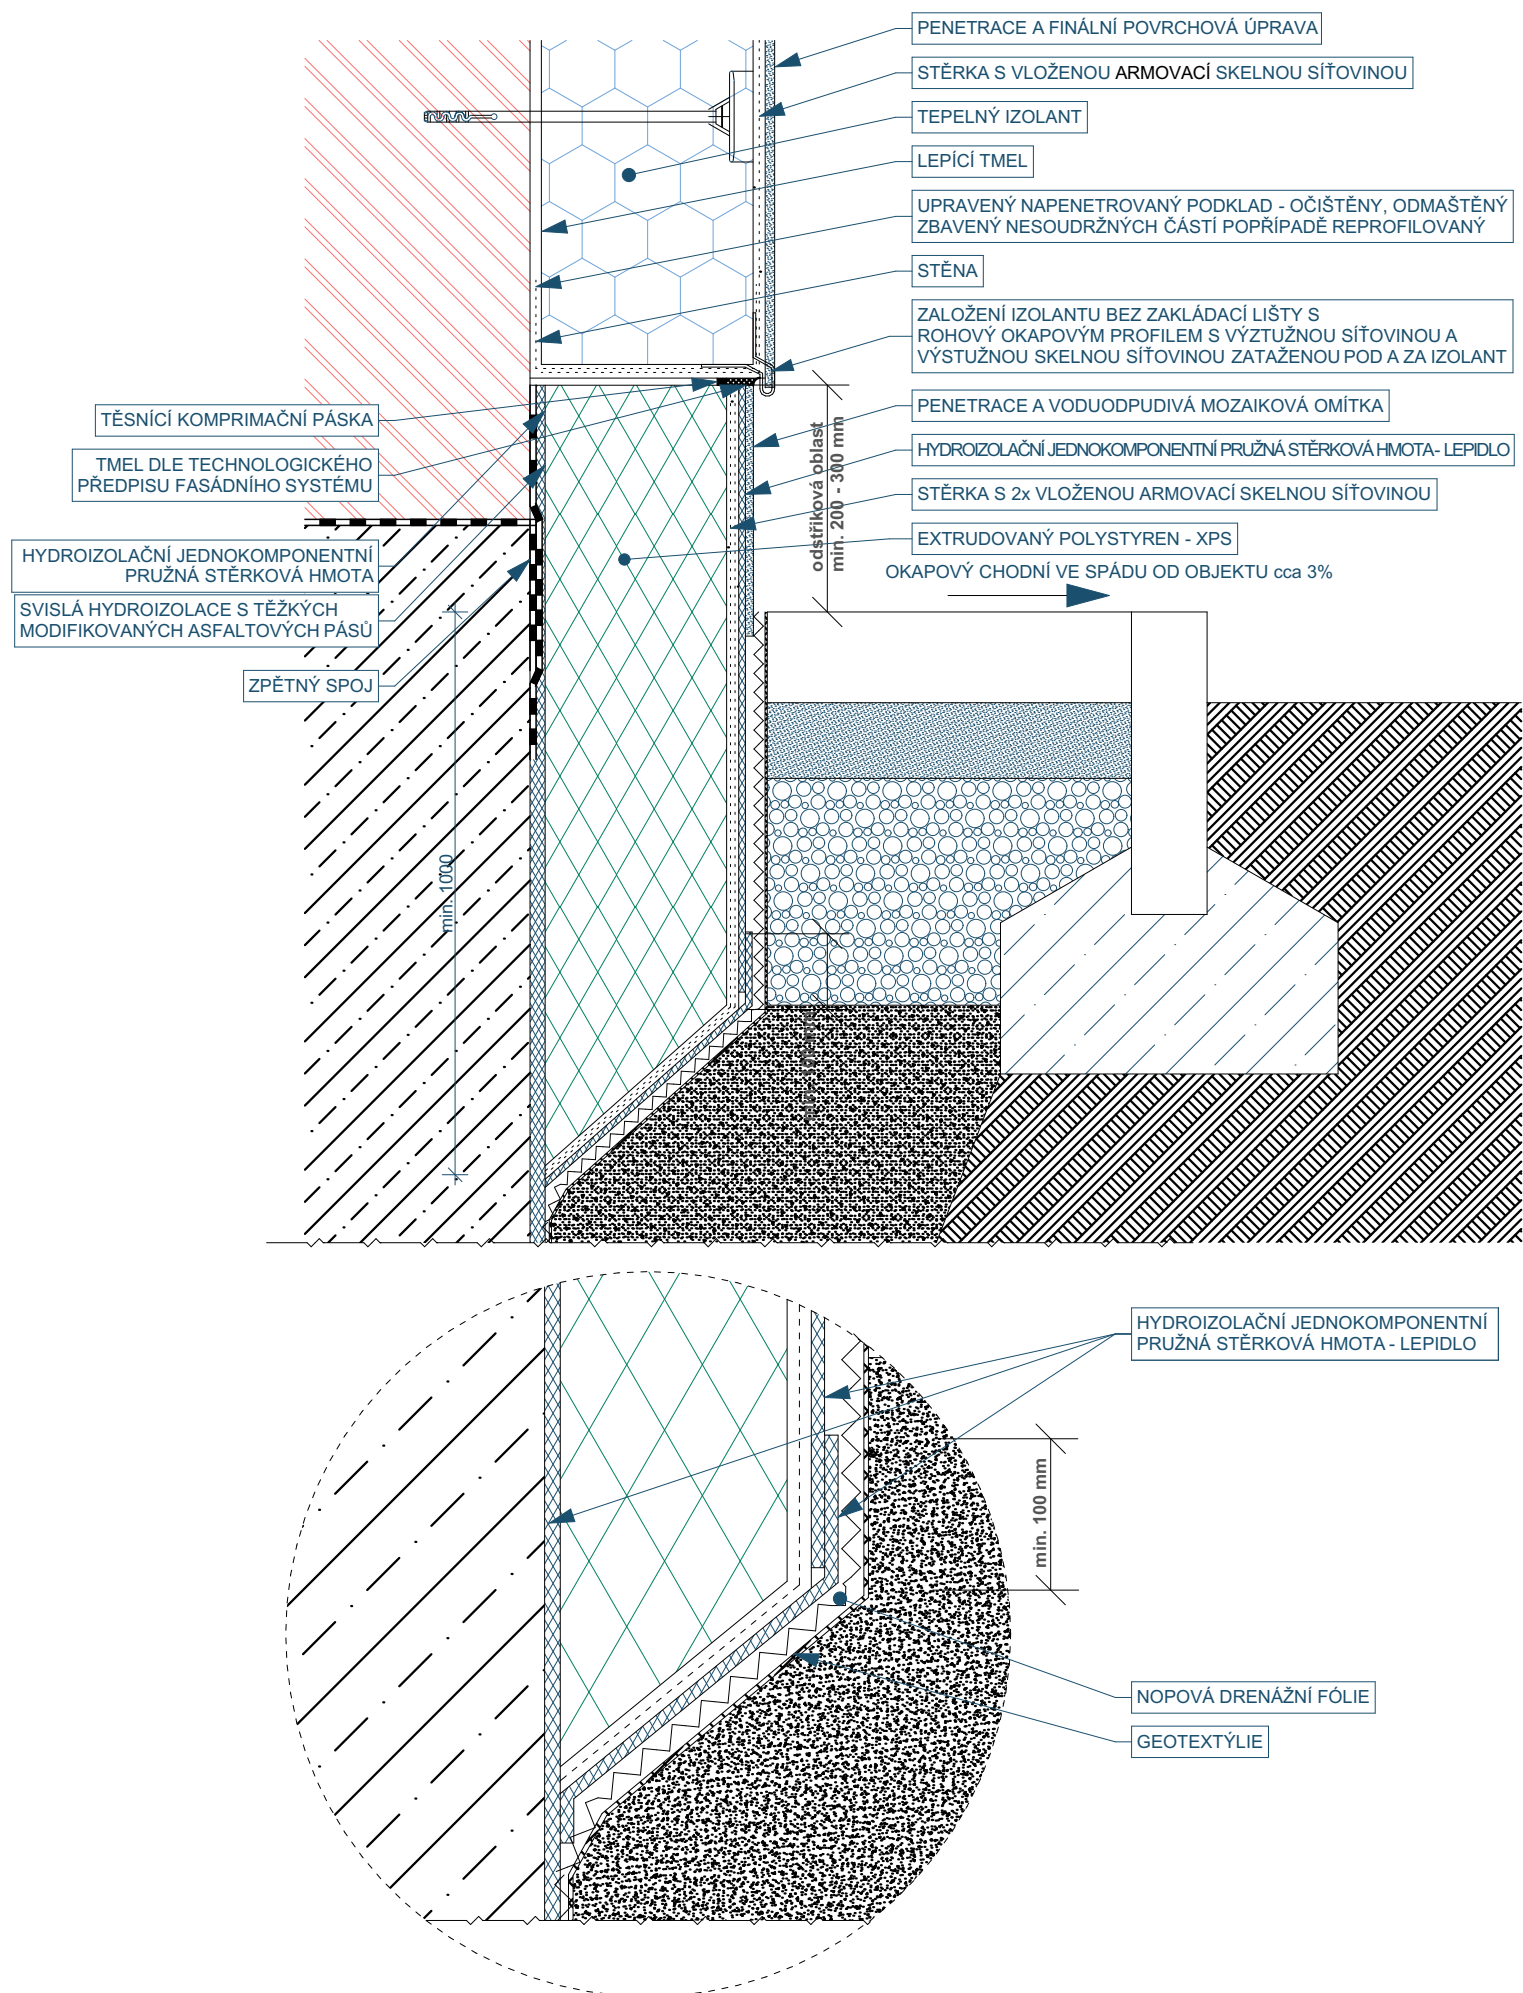 PENETRACE A FINÁLNÍ POVRCHOVÁ ÚPRAVA
STĚRKA S VLOŽENOU ARMOVACÍ SKELNOU SÍŤOVINOU
TEPELNÝ IZOLANT
LEPÍCÍ TMEL
UPRAVENÝ NAPENETROVANÝ PODKLAD - OČIŠTĚNY, ODMAŠTĚNÝ
ZBAVENÝ NESOUDRŽNÝCH ČÁSTÍ POPŘÍPADĚ REPROFILOVANÝ
STĚNA
ZALOŽENÍ IZOLANTU BEZ ZAKLÁDACÍ LIŠTY S
ROHOVÝ OKAPOVÝM PROFILEM S VÝZTUŽNOU SÍŤOVINOU A
VÝSTUŽNOU SKELNOU SÍŤOVINOU ZATAŽENOU POD A ZA IZOLANT
PENETRACE A VODUODPUDIVÁ MOZAIKOVÁ OMÍTKA
HYDROIZOLAČNÍ JEDNOKOMPONENTNÍ PRUŽNÁ STĚRKOVÁ HMOTA- LEPIDLO
STĚRKA S 2x VLOŽENOU ARMOVACÍ SKELNOU SÍŤOVINOU
EXTRUDOVANÝ POLYSTYREN - XPS
OKAPOVÝ CHODNÍ VE SPÁDU OD OBJEKTU cca 3%
odstřiková oblast
min. 200 - 300 mm
TĚSNÍCÍ KOMPRIMAČNÍ PÁSKA
TMEL DLE TECHNOLOGICKÉHO
PŘEDPISU FASÁDNÍHO SYSTÉMU
HYDROIZOLAČNÍ JEDNOKOMPONENTNÍ
PRUŽNÁ STĚRKOVÁ HMOTA
SVISLÁ HYDROIZOLACE S TĚŽKÝCH
MODIFIKOVANÝCH ASFALTOVÝCH PÁSŮ
ZPĚTNÝ SPOJ
min. 1000
HYDROIZOLAČNÍ JEDNOKOMPONENTNÍ
PRUŽNÁ STĚRKOVÁ HMOTA - LEPIDLO
min. 100 mm
NOPOVÁ DRENÁŽNÍ FÓLIE
GEOTEXTÝLIE